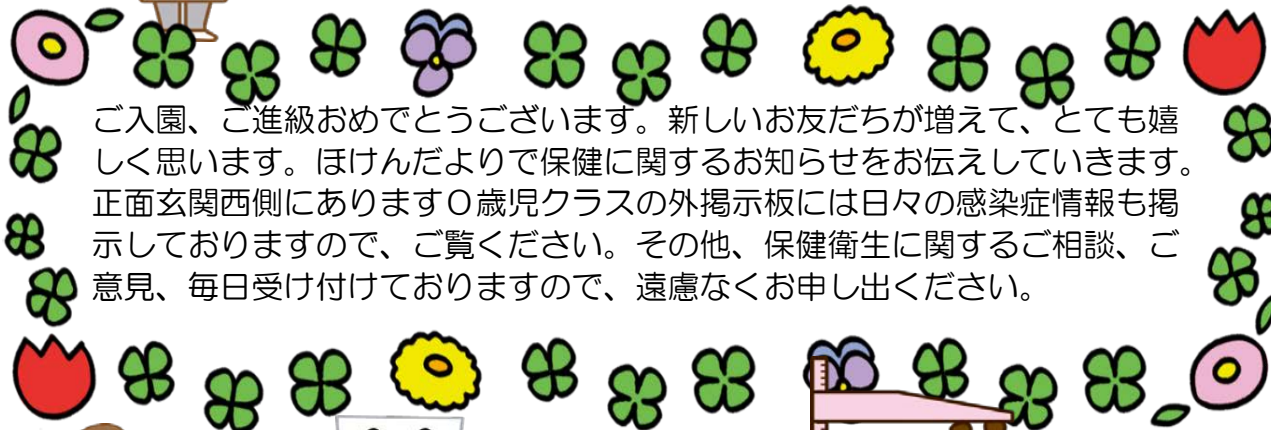 ご入園、ご進級おめでとうございます。新しいお友だちが増えて、とても嬉
しく思います。ほけんだよりで保健に関するお知らせをお伝えしていきます。
正面玄関西側にあります０歳児クラスの外掲示板には日々の感染症情報も掲
示しておりますので、ご覧ください。その他、保健衛生に関するご相談、ご
意見、毎日受け付けておりますので、遠慮なくお申し出ください。